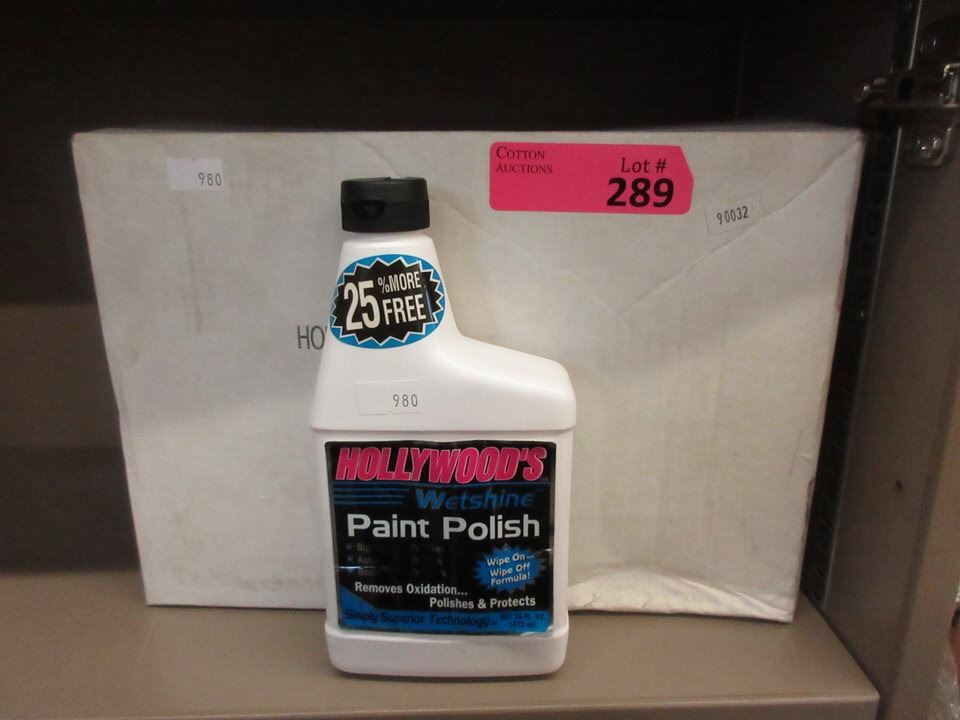 980
COTTON
AUCTIONS
Lot #
289
90032
25 % MORE
FREE
HO
980
HOLLYWOOD'S
Wetshine
Paint Polish
Wipe On...
Wipe Off
Formula!
Removes Oxidation...
Polishes & Protects
Simply Superior Technology